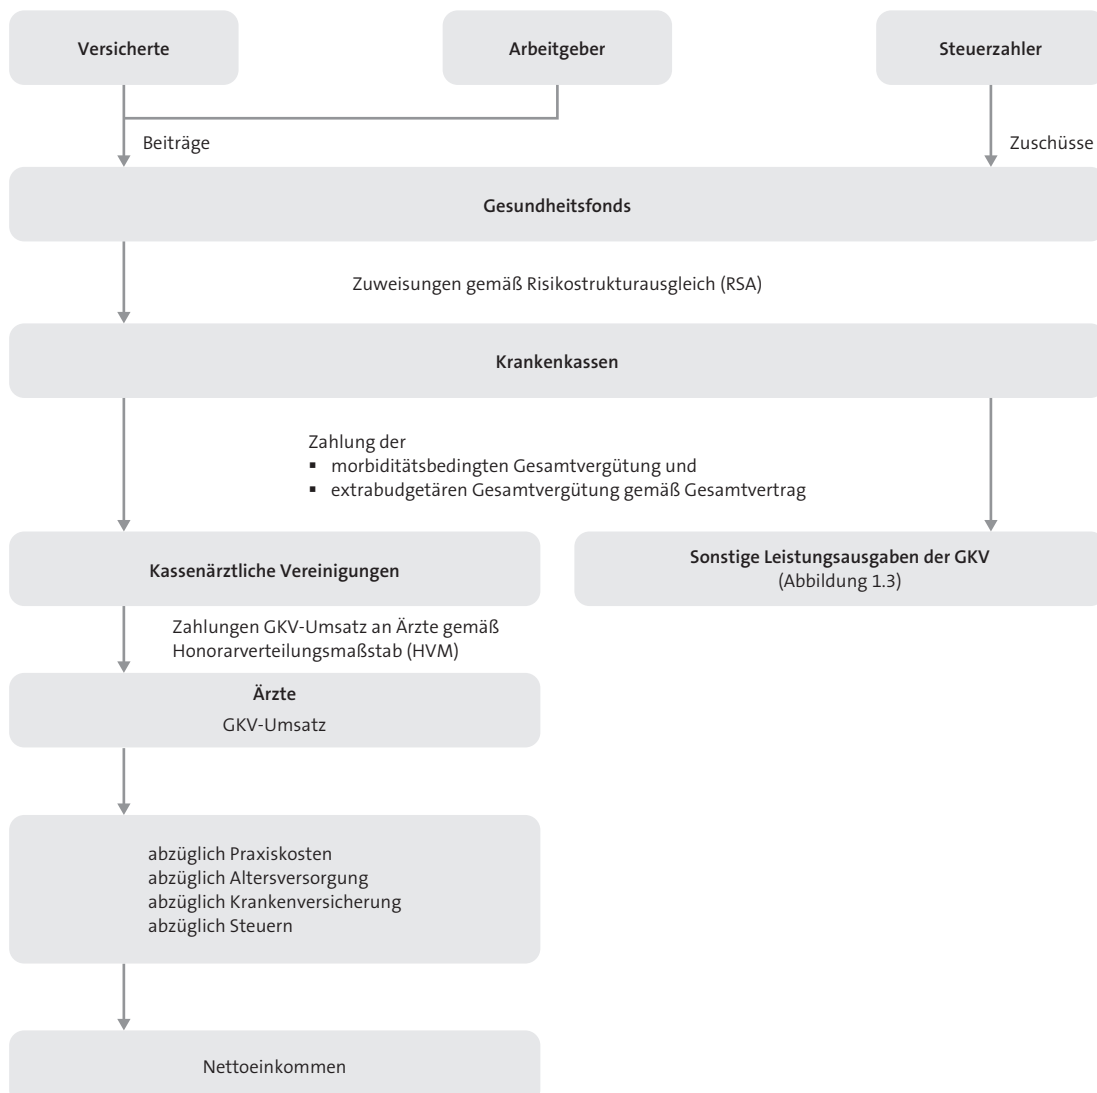 Versicherte
Arbeitgeber
Steuerzahler
Beiträge
Zuschüsse
Gesundheitsfonds
Zuweisungen gemäß Risikostrukturausgleich (RSA)
Krankenkassen
Zahlung der
▪ morbiditätsbedingten Gesamtvergütung und
▪ extrabudgetären Gesamtvergütung gemäß Gesamtvertrag
Kassenärztliche Vereinigungen
Sonstige Leistungsausgaben der GKV
(Abbildung 1.3)
Zahlungen GKV-Umsatz an Ärzte gemäß
Honorarverteilungsmaßstab (HVM)
Ärzte
GKV-Umsatz
abzüglich Praxiskosten
abzüglich Altersversorgung
abzüglich Krankenversicherung
abzüglich Steuern
Nettoeinkommen